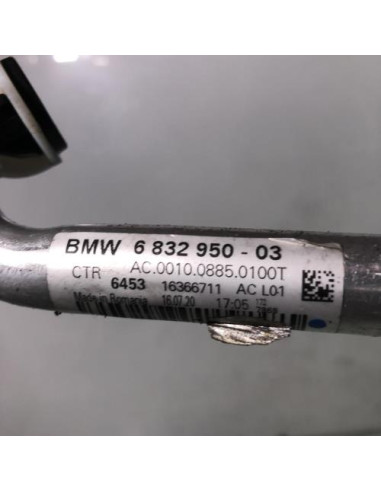 BMW 6 832 950 - 03
CTR AC.0010.0885.0100T
6453 16366711 AC L01
Made in Romania 16.07.20 17:05